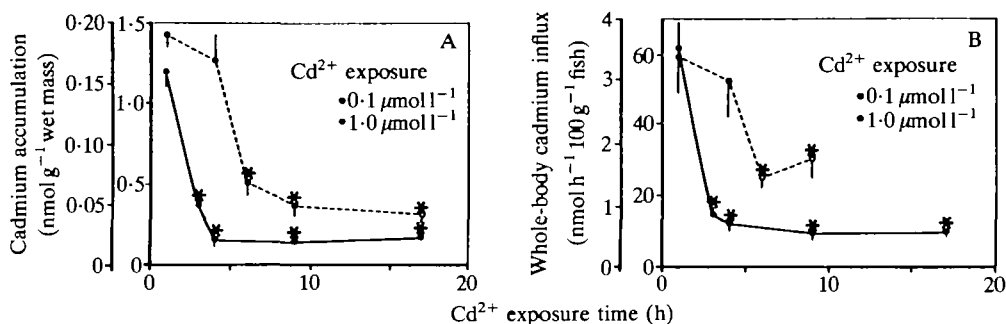 Cadmium accumulation
(nmol g⁻¹ wet mass)
0·20
0·15
0·10
0·05
0
1·5
1·0
0·5
0
A
Cd²⁺ exposure
0·1 μmol l⁻¹
1·0 μmol l⁻¹
0 10 20
Whole-body cadmium influx
(nmol h⁻¹ 100 g⁻¹ fish)
4
3
2
1
0
60
40
20
0
B
Cd²⁺ exposure
0·1 μmol l⁻¹
1·0 μmol l⁻¹
0 10 20
Cd²⁺ exposure time (h)